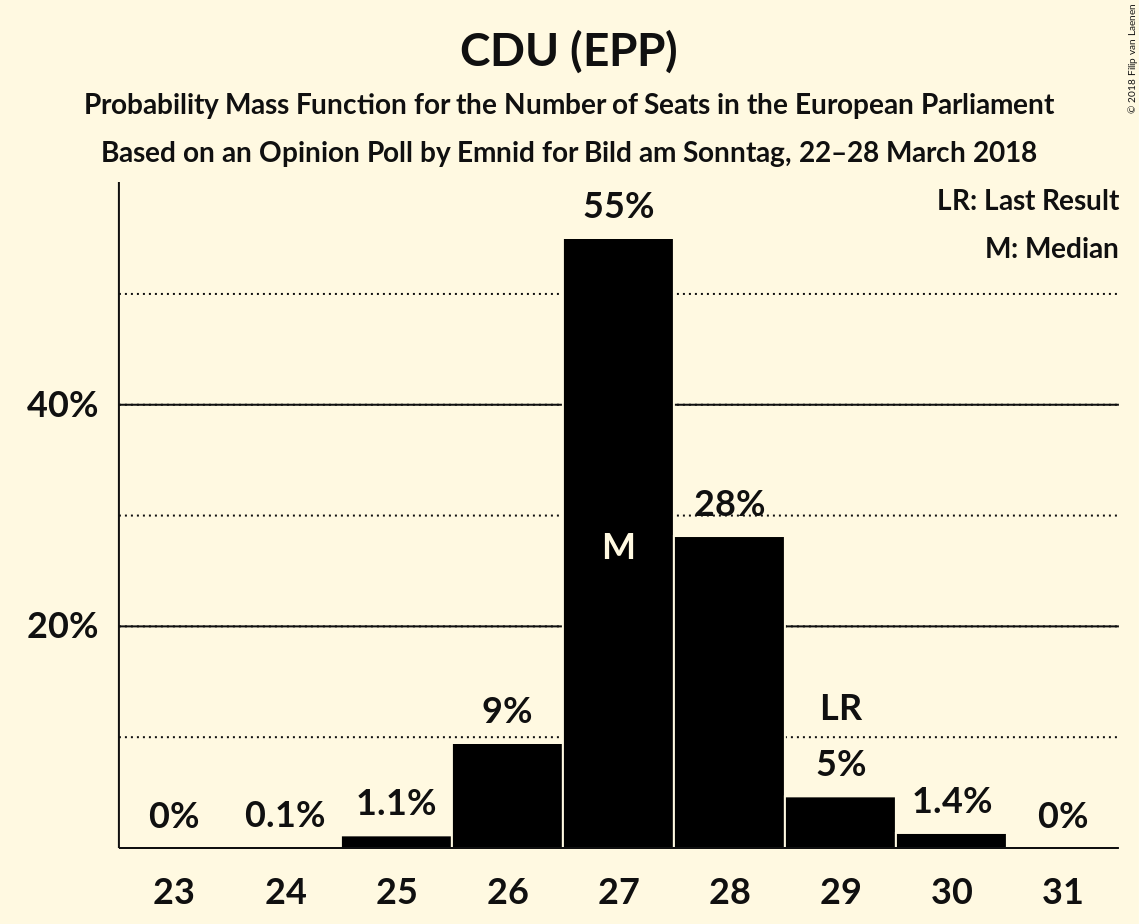 CDU (EPP)
Probability Mass Function for the Number of Seats in the European Parliament
Based on an Opinion Poll by Emnid for Bild am Sonntag, 22–28 March 2018
© 2018 Filip van Laenen
LR: Last Result
M: Median
55%
40%
28%
M
20%
LR
9%
5%
1.1%
1.4%
0%
0.1%
0%
23 24 25 26 27 28 29 30 31